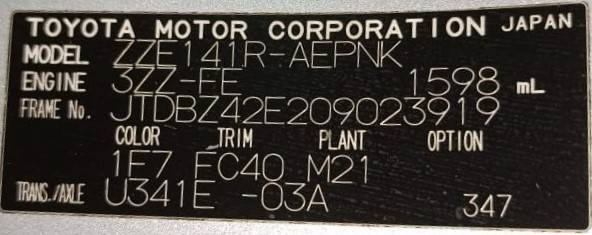 TOYOTA MOTOR CORPORATION JAPAN
MODEL ZZE141R-AEPNK
ENGINE 3ZZ-FE 1598 mL
FRAME No. JTDBZ42E209023919
COLOR TRIM PLANT OPTION
1F7 FC40 M21
TRANS./AXLE U341E -03A 347